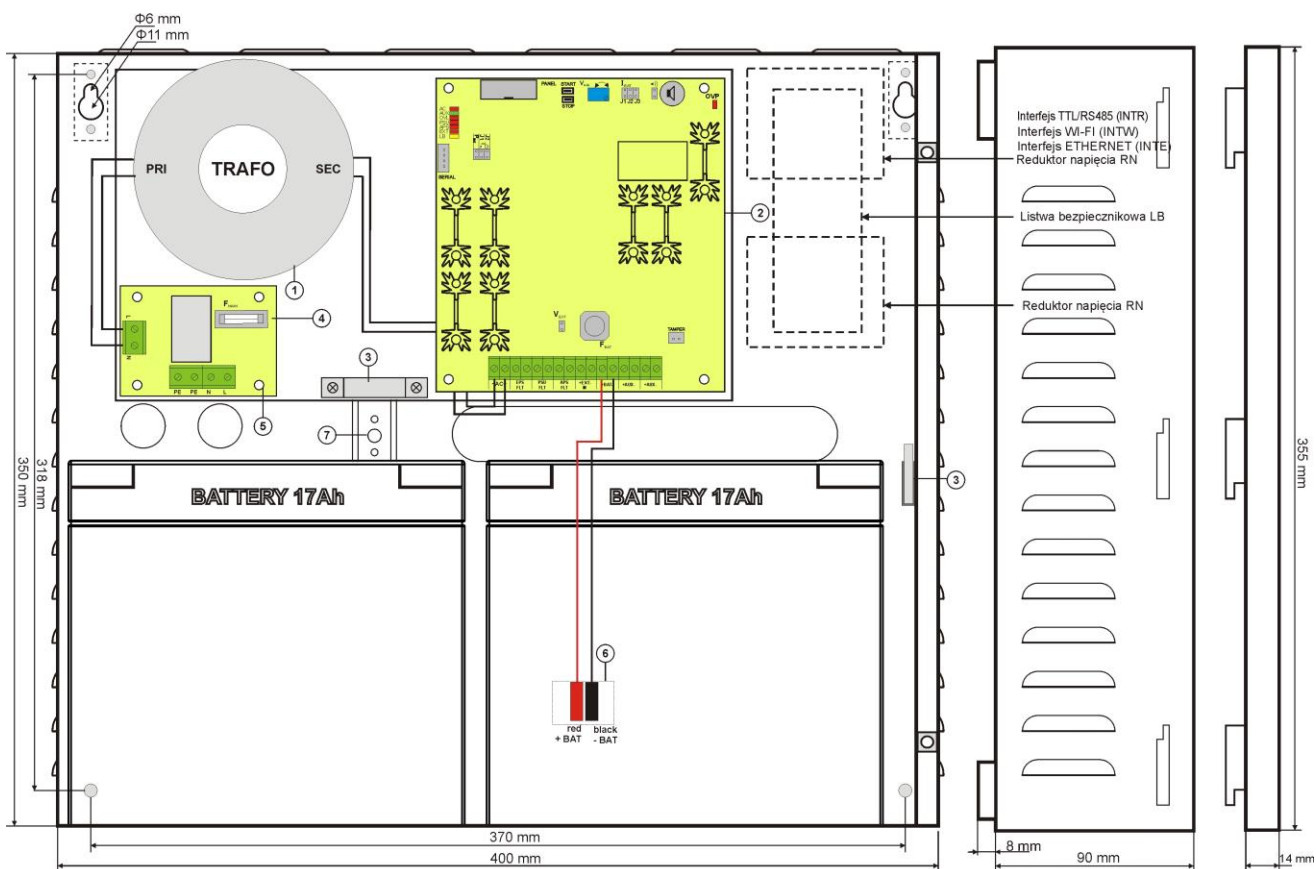 Φ6 mm
Φ11 mm
PRI
TRAFO
SEC
1
PANEL
START
STOP
J1 J2 J3
OVP
SERIAL
2
Interfejs TTL/RS485 (INTR)
Interfejs WI-FI (INTW)
Interfejs ETHERNET (INTE)
Reduktor napięcia RN
Listwa bezpiecznikowa LB
Reduktor napięcia RN
4
L
N
PE PE N L
5
3
7
TAMPER
3
350 mm
318 mm
BATTERY 17Ah
BATTERY 17Ah
6
red
+ BAT
black
- BAT
370 mm
400 mm
8 mm
90 mm
14 mm
355 mm